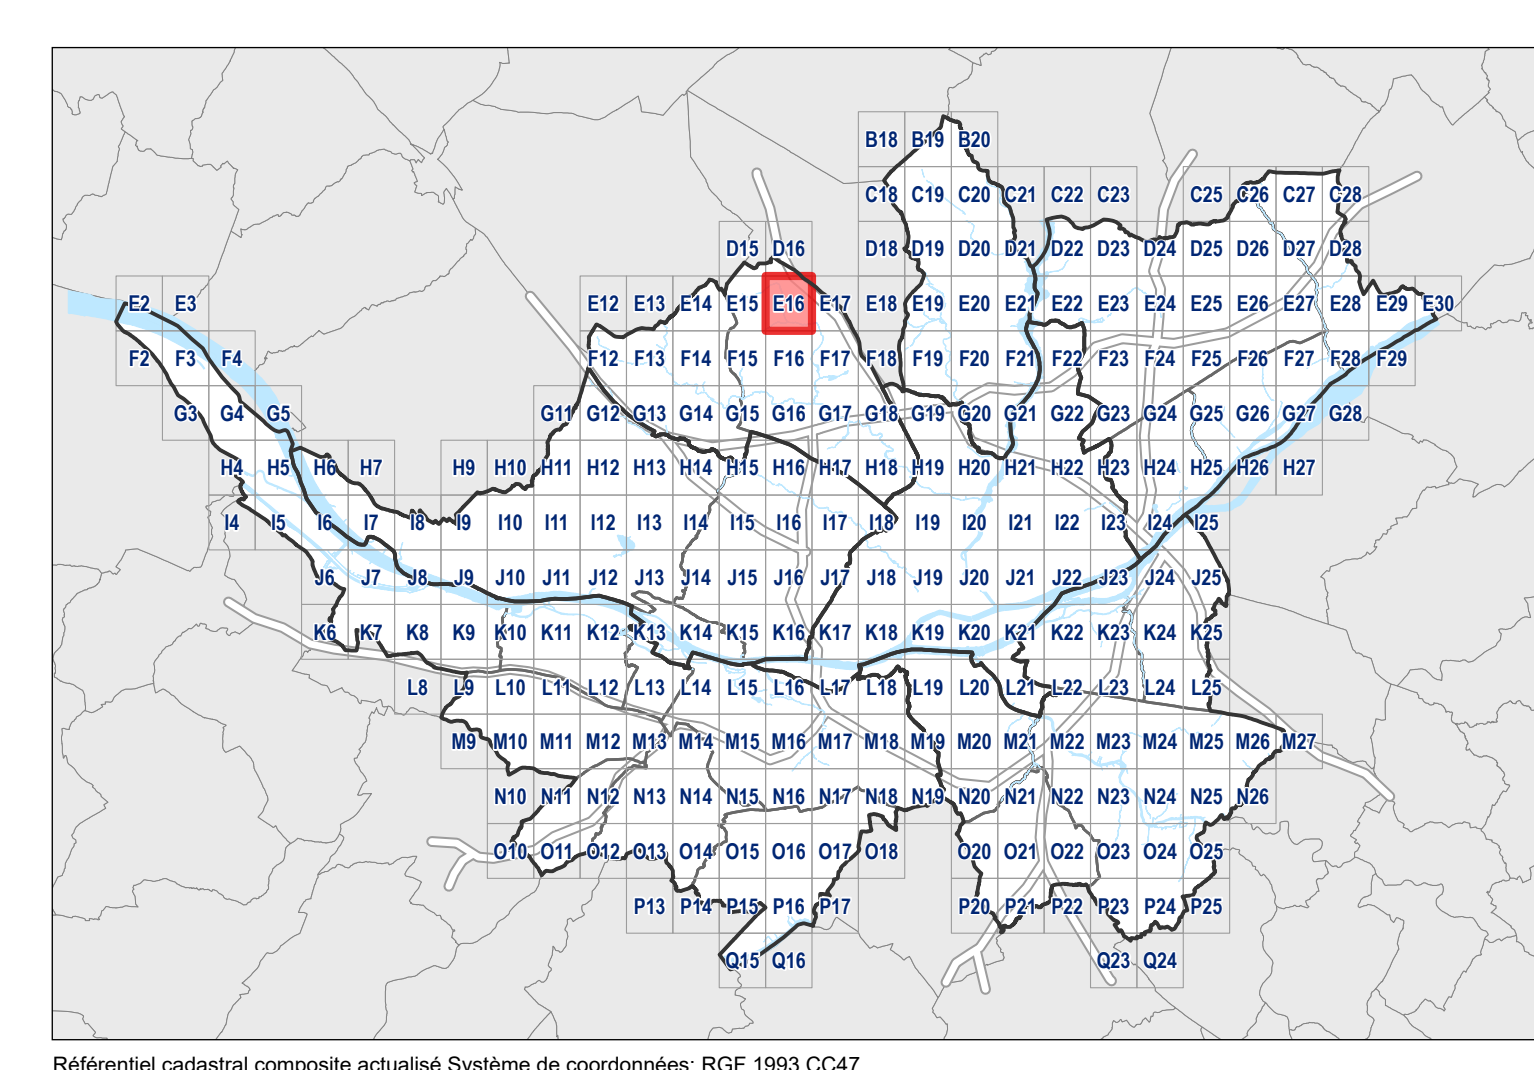 B18 B19 B20
C18 C19 C20 C21 C22 C23 C25 C26 C27 C28
D15 D16 D18 D19 D20 D21 D22 D23 D24 D25 D26 D27 D28
E2 E3 E12 E13 E14 E15 E16 E17 E18 E19 E20 E21 E22 E23 E24 E25 E26 E27 E28 E29 E30
F2 F3 F4 F12 F13 F14 F15 F16 F17 F18 F19 F20 F21 F22 F23 F24 F25 F26 F27 F28 F29
G3 G4 G5 G11 G12 G13 G14 G15 G16 G17 G18 G19 G20 G21 G22 G23 G24 G25 G26 G27 G28
H4 H5 H6 H7 H9 H10 H11 H12 H13 H14 H15 H16 H17 H18 H19 H20 H21 H22 H23 H24 H25 H26 H27
I4 I5 I6 I7 I8 I9 I10 I11 I12 I13 I14 I15 I16 I17 I18 I19 I20 I21 I22 I23 I24 I25
J6 J7 J8 J9 J10 J11 J12 J13 J14 J15 J16 J17 J18 J19 J20 J21 J22 J23 J24 J25
K6 K7 K8 K9 K10 K11 K12 K13 K14 K15 K16 K17 K18 K19 K20 K21 K22 K23 K24 K25
L8 L9 L10 L11 L12 L13 L14 L15 L16 L17 L18 L19 L20 L21 L22 L23 L24 L25
M9 M10 M11 M12 M13 M14 M15 M16 M17 M18 M19 M20 M21 M22 M23 M24 M25 M26 M27
N10 N11 N12 N13 N14 N15 N16 N17 N18 N19 N20 N21 N22 N23 N24 N25 N26
O10 O11 O12 O13 O14 O15 O16 O17 O18 O20 O21 O22 O23 O24 O25
P13 P14 P15 P16 P17 P20 P21 P22 P23 P24 P25
Q15 Q16 Q23 Q24
Référentiel cadastral composite actualisé Système de coordonnées: RGF 1993 CC47